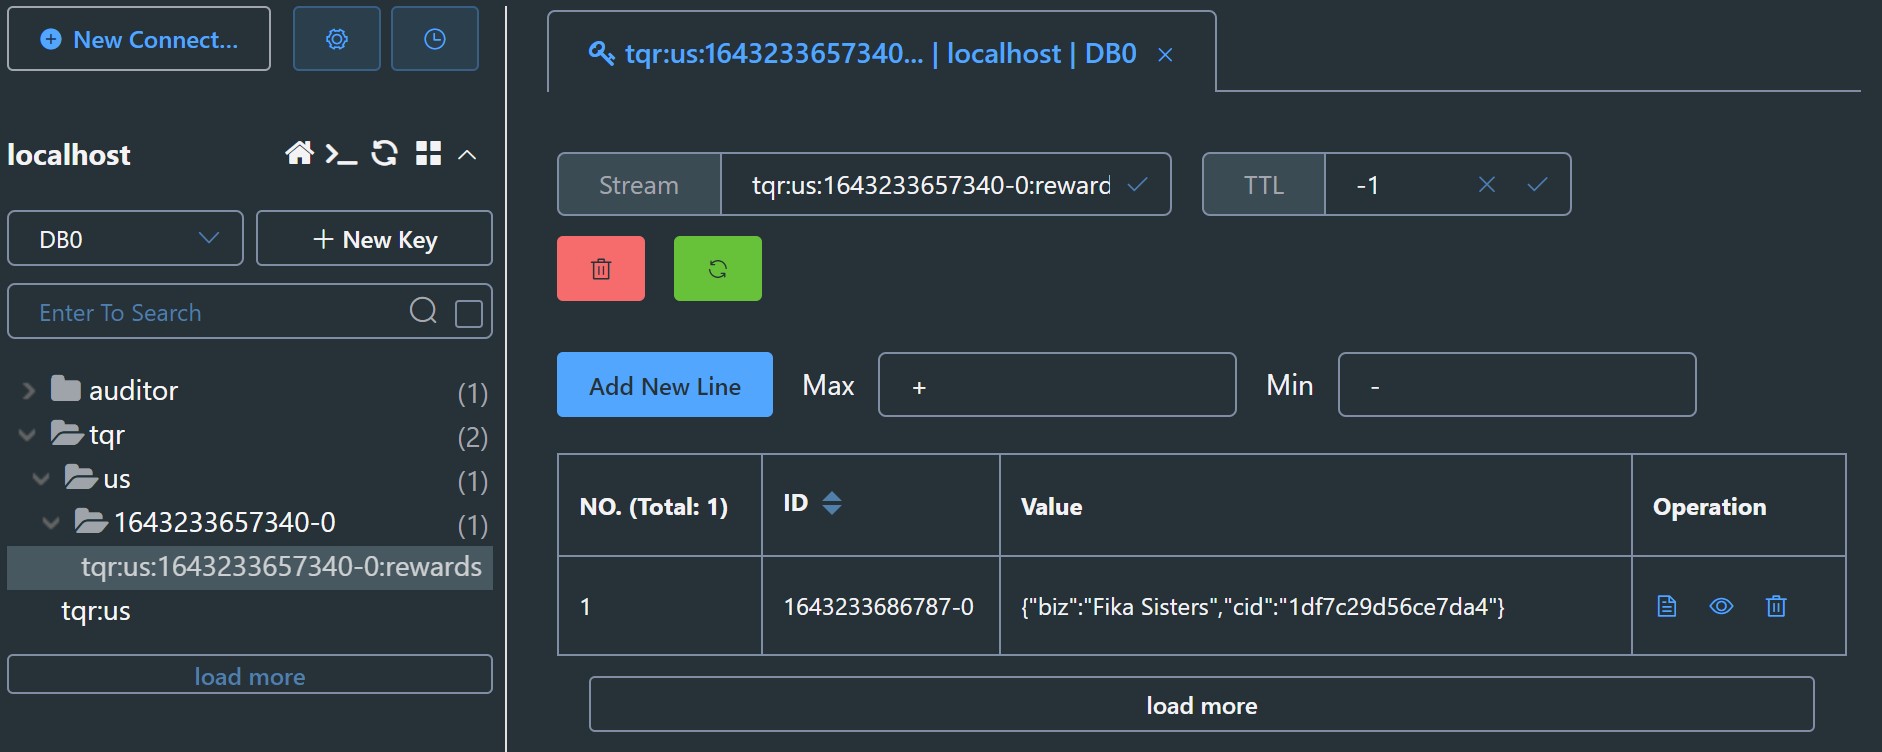 New Connect...
localhost
DB0
+ New Key
Enter To Search
auditor (1)
tqr (2)
us (1)
1643233657340-0 (1)
tqr:us:1643233657340-0:rewards
tqr:us
load more
tqr:us:1643233657340... | localhost | DB0
Stream tqr:us:1643233657340-0:reward
TTL -1
Add New Line Max + Min -
NO. (Total: 1) ID Value Operation
1 1643233686787-0 {"biz":"Fika Sisters","cid":"1df7c29d56ce7da4"}
load more